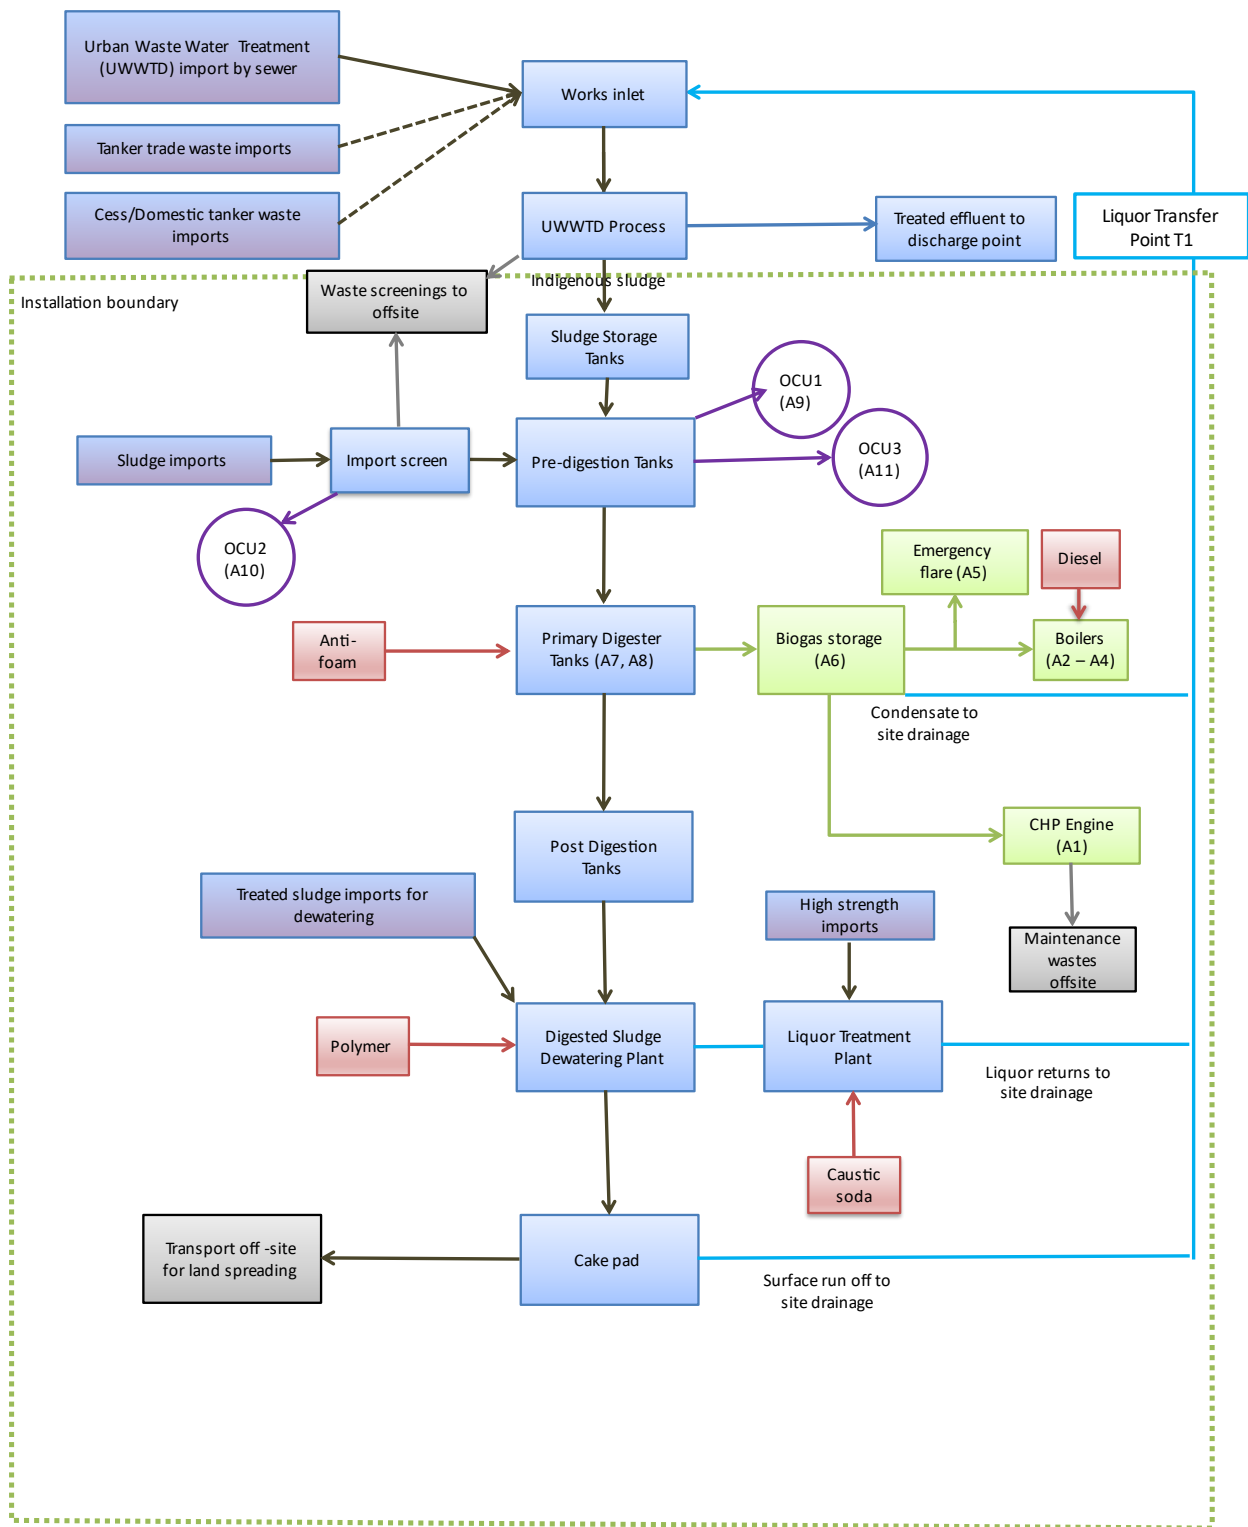 Urban Waste Water Treatment
(UWWTD) import by sewer
Works inlet
Tanker trade waste imports
Cess/Domestic tanker waste
imports
UWWTD Process
Treated effluent to
discharge point
Liquor Transfer
Point T1
Installation boundary
Waste screenings to
offsite
Indigenous sludge
Sludge Storage
Tanks
OCU1
(A9)
OCU3
(A11)
Sludge imports
Import screen
Pre-digestion Tanks
OCU2
(A10)
Emergency
flare (A5)
Diesel
Anti-
foam
Primary Digester
Tanks (A7, A8)
Biogas storage
(A6)
Boilers
(A2 – A4)
Condensate to
site drainage
CHP Engine
(A1)
Post Digestion
Tanks
Treated sludge imports for
dewatering
High strength
imports
Maintenance
wastes
offsite
Polymer
Digested Sludge
Dewatering Plant
Liquor Treatment
Plant
Liquor returns to
site drainage
Caustic
soda
Transport off -site
for land spreading
Cake pad
Surface run off to
site drainage